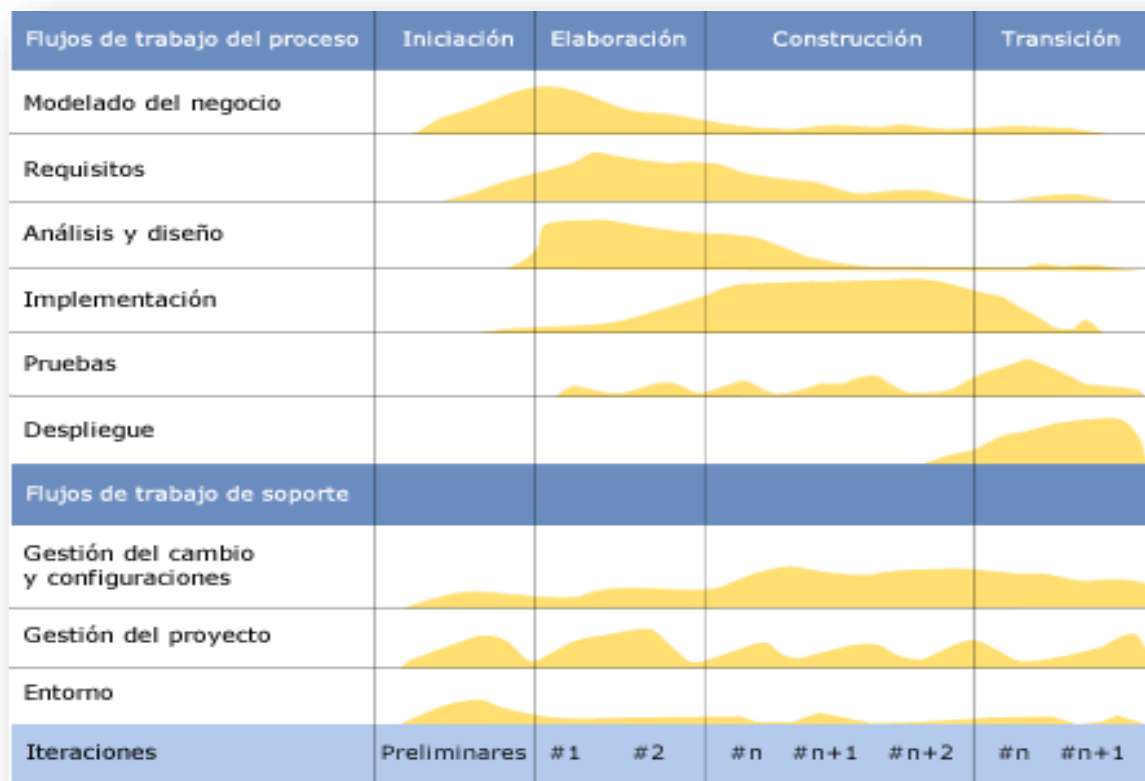 Flujos de trabajo del proceso Iniciación Elaboración Construcción Transición
Modelado del negocio
Requisitos
Análisis y diseño
Implementación
Pruebas
Despliegue
Flujos de trabajo de soporte
Gestión del cambio
y configuraciones
Gestión del proyecto
Entorno
Iteraciones Preliminares #1 #2 #n #n+1 #n+2 #n #n+1